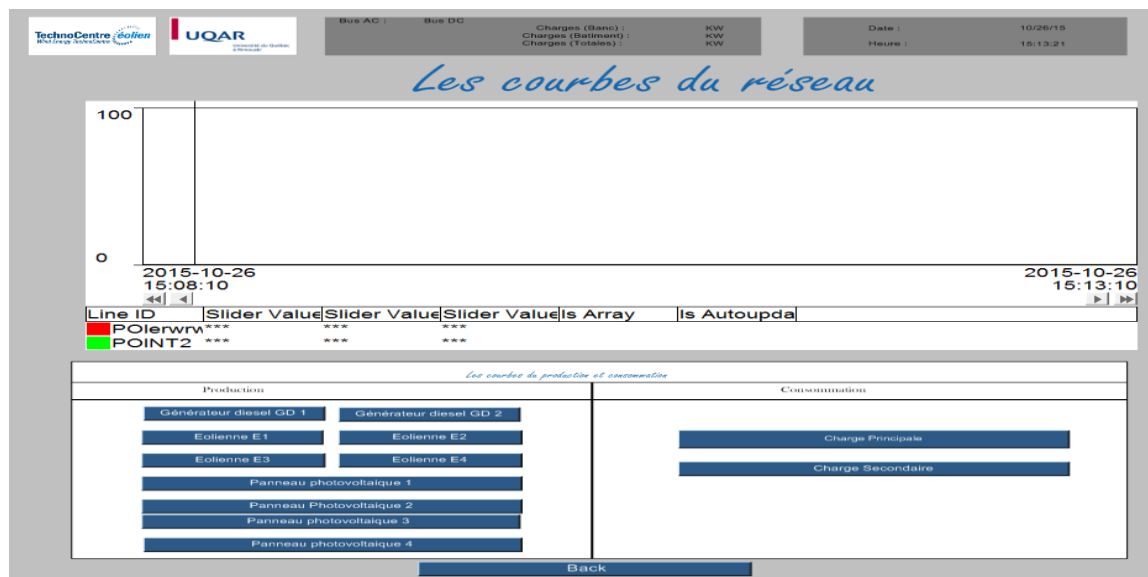 TechnoCentre éolien
Wind Energy TechnoCentre
UQAR
Université du Québec
à Rimouski
Bus AC : Bus DC
Charges (Banc) : KW
Charges (Batiment) : KW
Charges (Totales) : KW
Date : 10/26/15
Heure : 15:13:21
Les courbes du réseau
100
0
2015-10-26 2015-10-26
15:08:10 15:13:10
Line ID Slider Value Slider Value Slider Value Is Array Is Autoupda
POIerwrw *** *** ***
POINT2 *** *** ***
Les courbes du production et consommation
Production Consommation
Générateur diesel GD 1 Générateur diesel GD 2
Eolienne E1 Eolienne E2
Charge Principale
Eolienne E3 Eolienne E4
Charge Secondaire
Panneau photovoltaique 1
Panneau Photovoltaique 2
Panneau photovoltaique 3
Panneau photovoltaique 4
Back